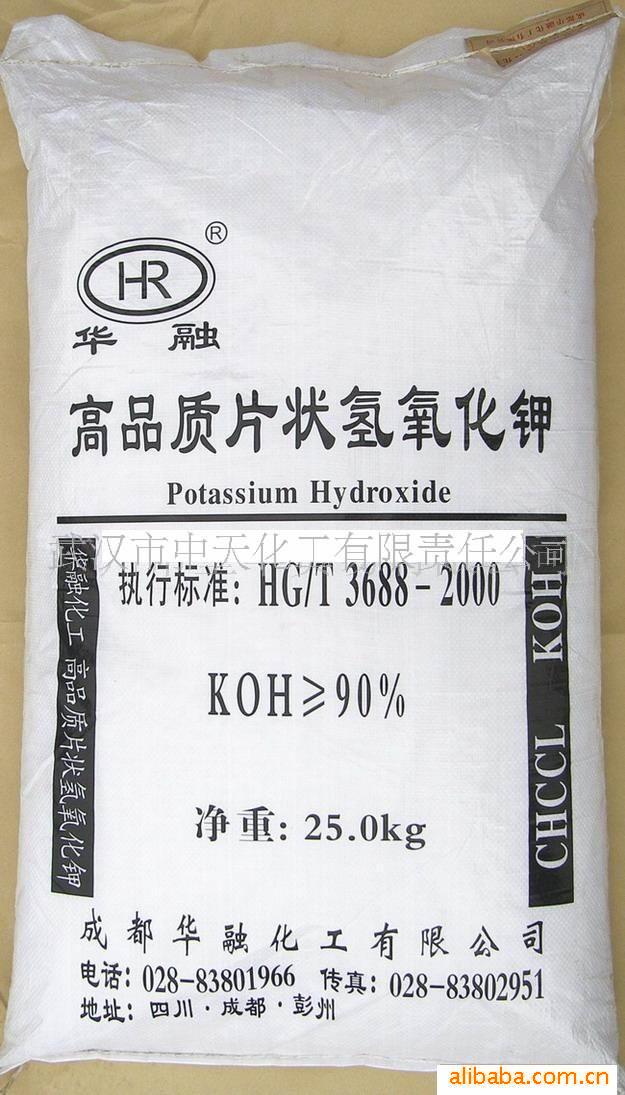 HR®
华融
高品质片状氢氧化钾
Potassium Hydroxide
武汉市中天化工有限责任公司
执行标准: HG/T 3688-2000
KOH≥90%
净重: 25.0kg
华融化工 高品质片状氢氧化钾
CHCCL KOH
成都华融化工有限公司
电话: 028-83801966 传真: 028-83802951
地址: 四川·成都·彭州
alibaba.com.cn